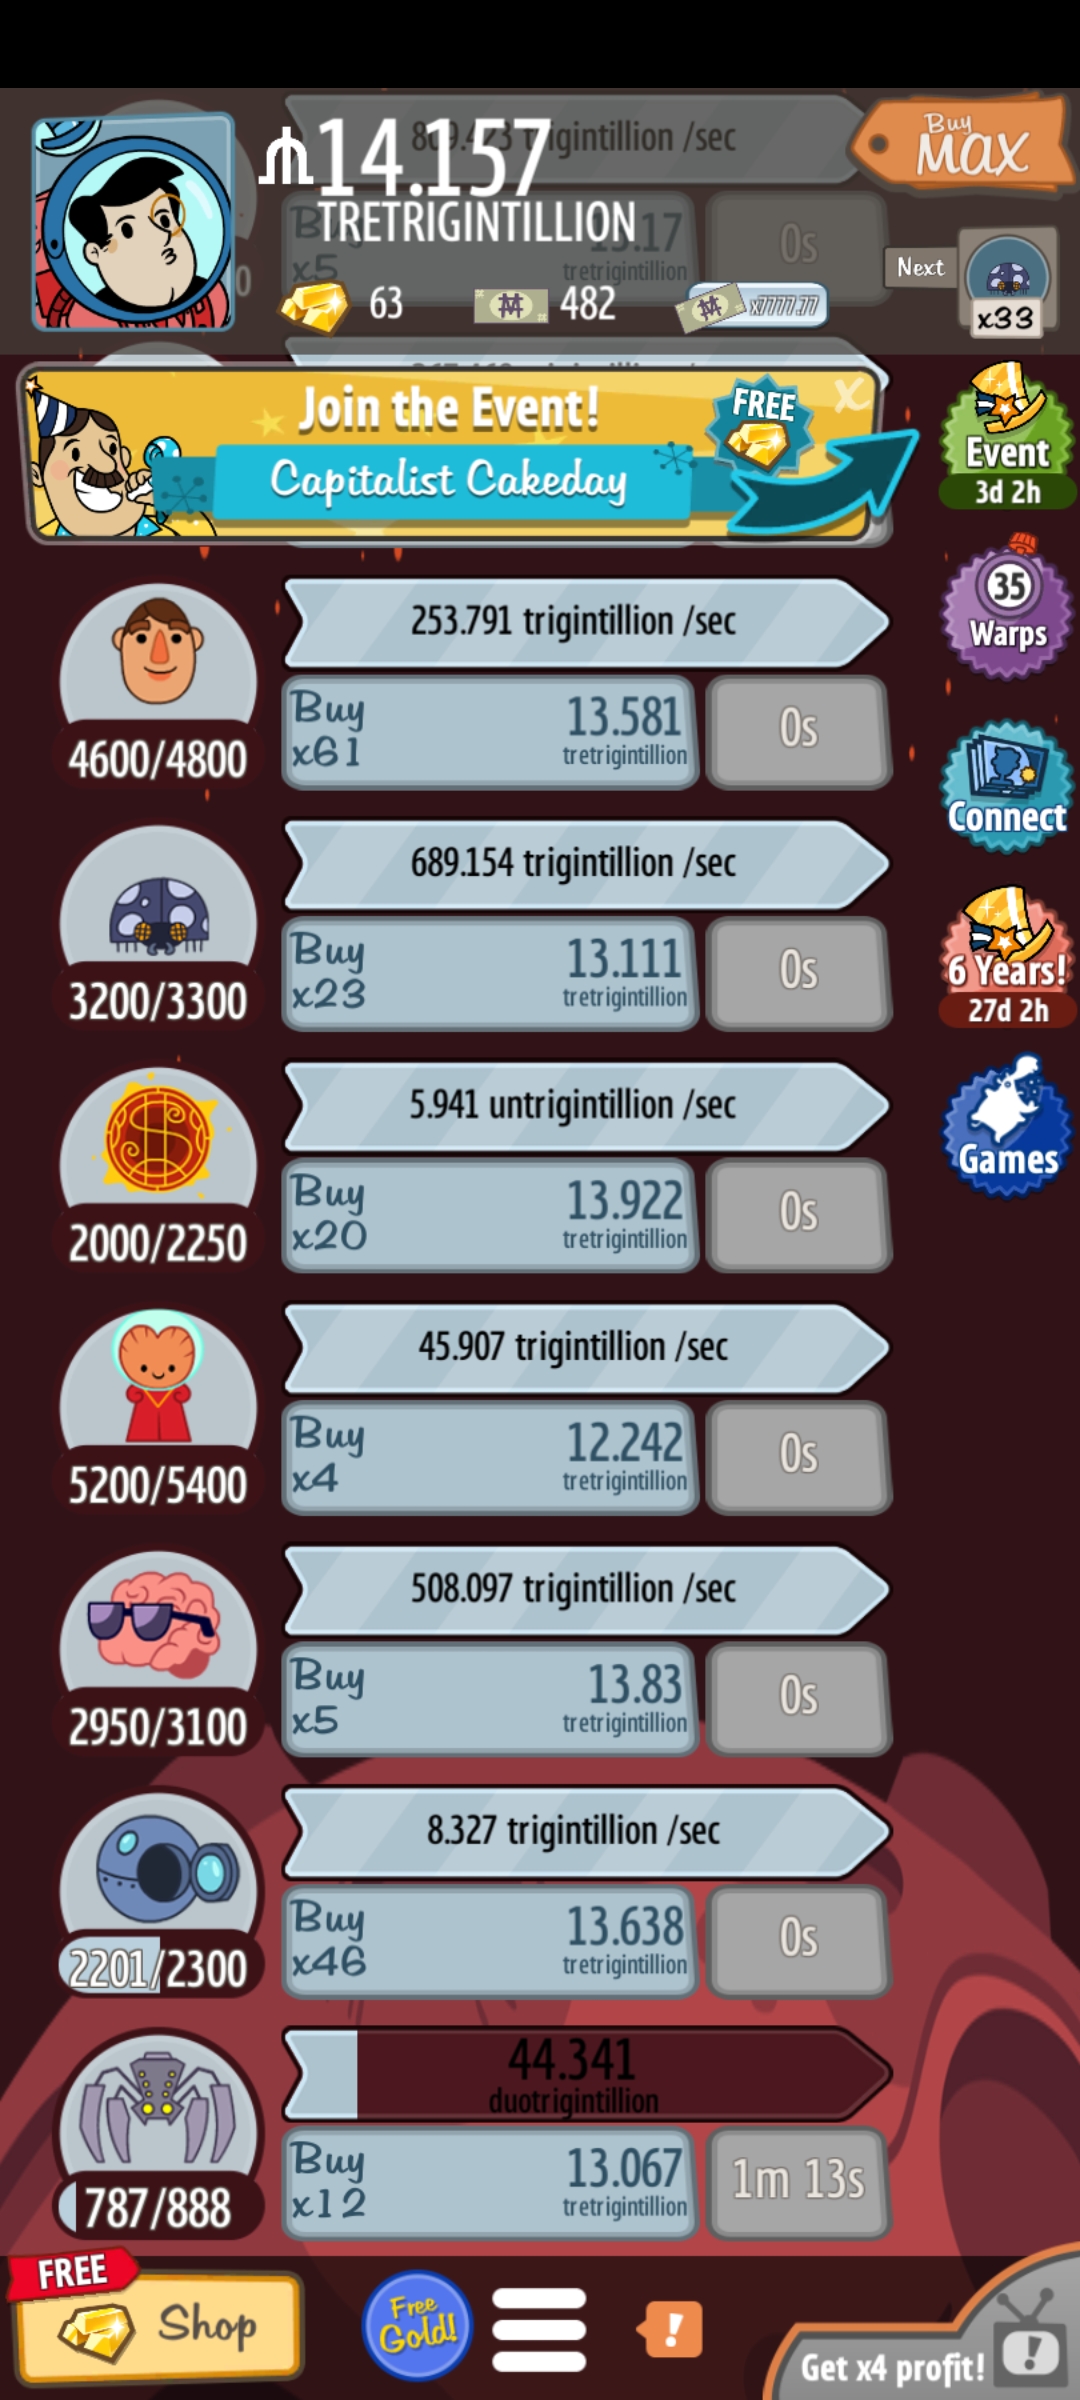 809.423 trigintillion /sec
14.157
TRETRIGINTILLION
Buy MAX
Buy x5
13.17 tretrigintillion
0s
Next
x33
63
482
x7777.77
Join the Event!
FREE
X
Capitalist Cakeday
Event
3d 2h
253.791 trigintillion /sec
35
Warps
Buy x61
13.581 tretrigintillion
0s
4600/4800
Connect
689.154 trigintillion /sec
Buy x23
13.111 tretrigintillion
0s
3200/3300
6 Years!
27d 2h
5.941 untrigintillion /sec
Games
Buy x20
13.922 tretrigintillion
0s
2000/2250
45.907 trigintillion /sec
Buy x4
12.242 tretrigintillion
0s
5200/5400
508.097 trigintillion /sec
Buy x5
13.83 tretrigintillion
0s
2950/3100
8.327 trigintillion /sec
Buy x46
13.638 tretrigintillion
0s
2201/2300
44.341
duotrigintillion
Buy x12
13.067 tretrigintillion
1m 13s
787/888
FREE
Shop
Free Gold!
!
Get x4 profit!
!